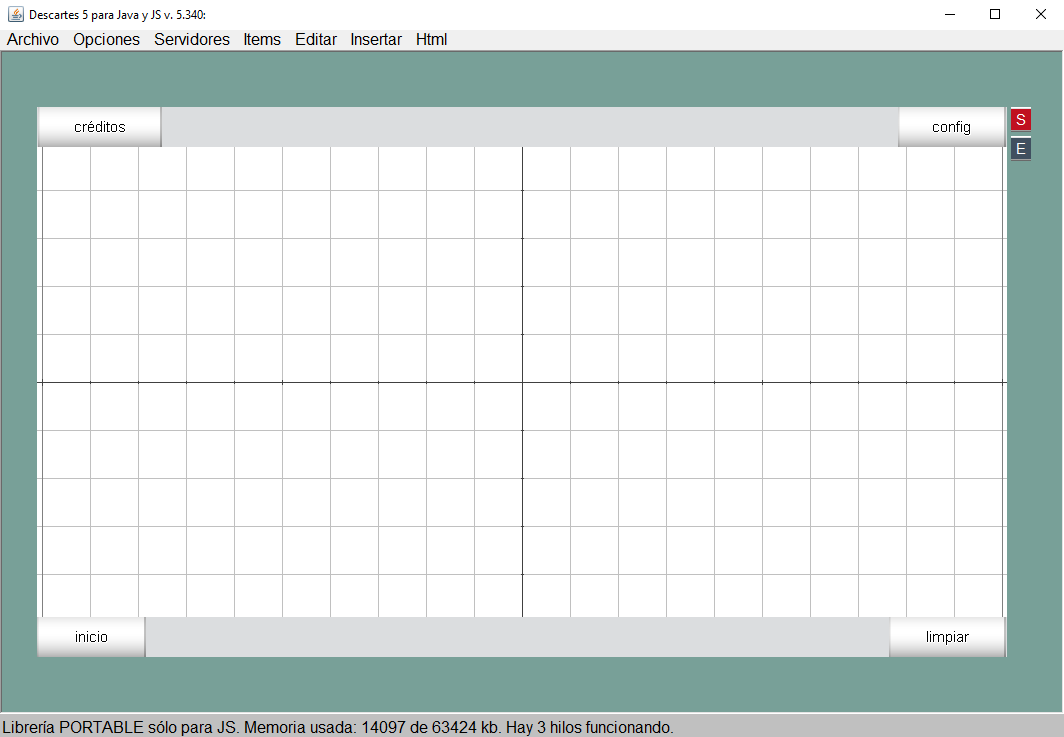 Descartes 5 para Java y JS v. 5.340:
Archivo Opciones Servidores Items Editar Insertar Html
créditos config S
E
inicio limpiar
Librería PORTABLE sólo para JS. Memoria usada: 14097 de 63424 kb. Hay 3 hilos funcionando.